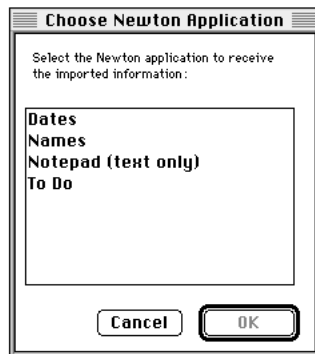 Choose Newton Application
Select the Newton application to receive
the imported information:
Dates
Names
Notepad (text only)
To Do
Cancel
OK